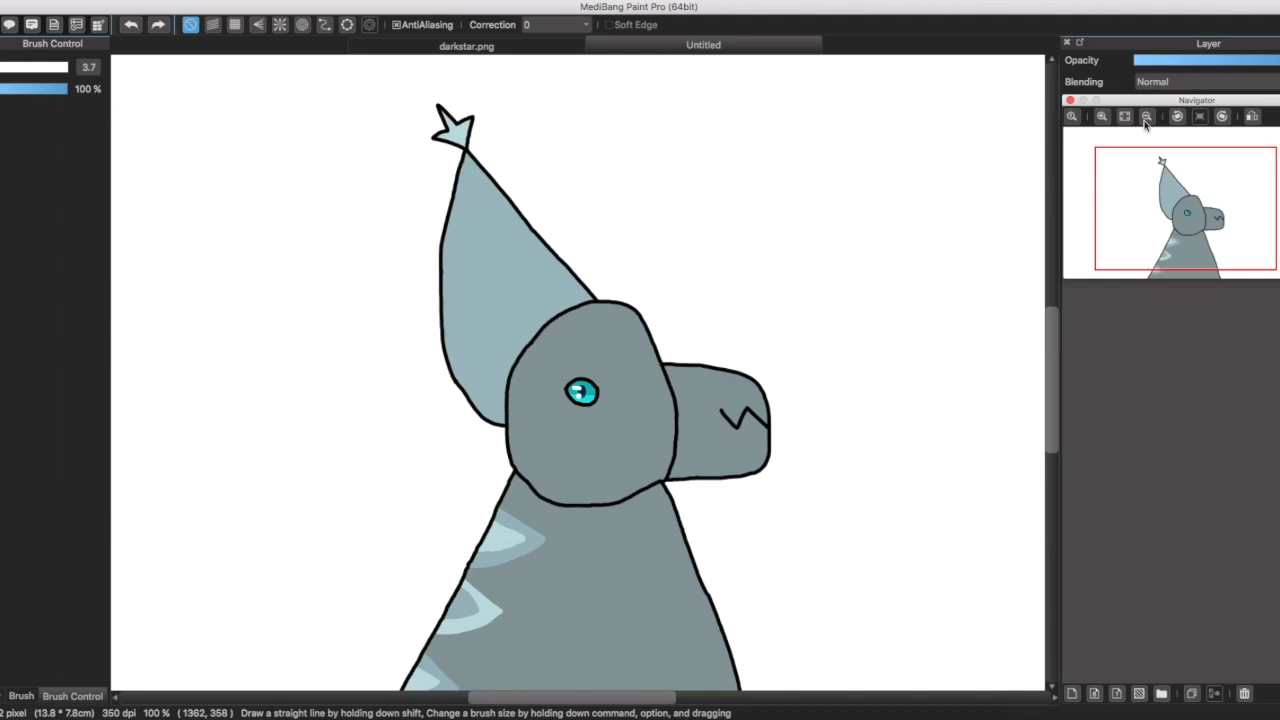 MediBang Paint Pro (64bit)
AntiAliasing Correction 0 Soft Edge
Brush Control
darkstar.png Untitled
Layer
3.7
100 %
Opacity
Blending Normal
Navigator
Brush Brush Control
2 pixel (13.8 * 7.8cm) 350 dpi 100 % ( 1362, 358 ) Draw a straight line by holding down shift, Change a brush size by holding down command, option, and dragging